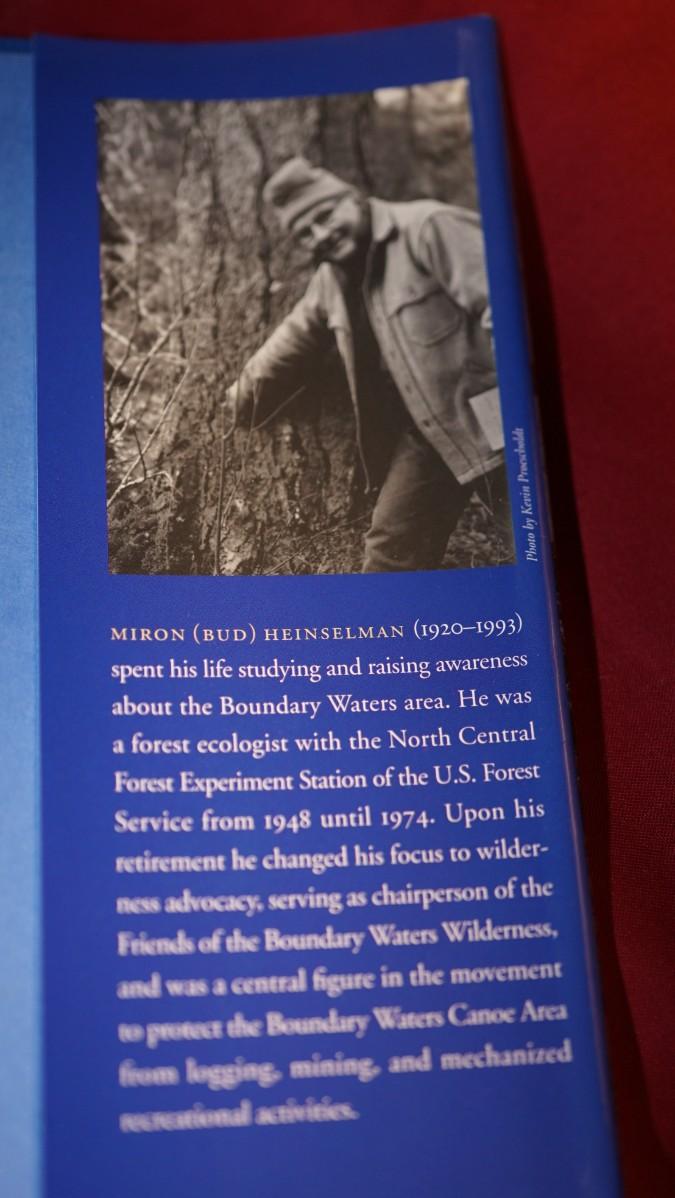 Photo by Kevin Proescholdt
MIRON (BUD) HEINSELMAN (1920–1993)
spent his life studying and raising awareness
about the Boundary Waters area. He was
a forest ecologist with the North Central
Forest Experiment Station of the U.S. Forest
Service from 1948 until 1974. Upon his
retirement he changed his focus to wilder-
ness advocacy, serving as chairperson of the
Friends of the Boundary Waters Wilderness,
and was a central figure in the movement
to protect the Boundary Waters Canoe Area
from logging, mining, and mechanized
recreational activities.